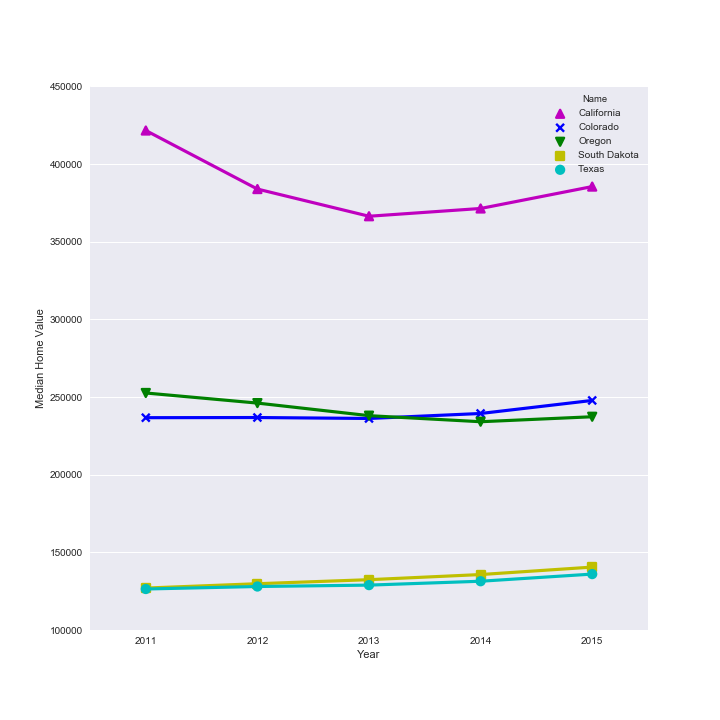 450000
400000
350000
300000
250000
200000
150000
100000
Median Home Value
2011 2012 2013 2014 2015
Year
Name
California
Colorado
Oregon
South Dakota
Texas